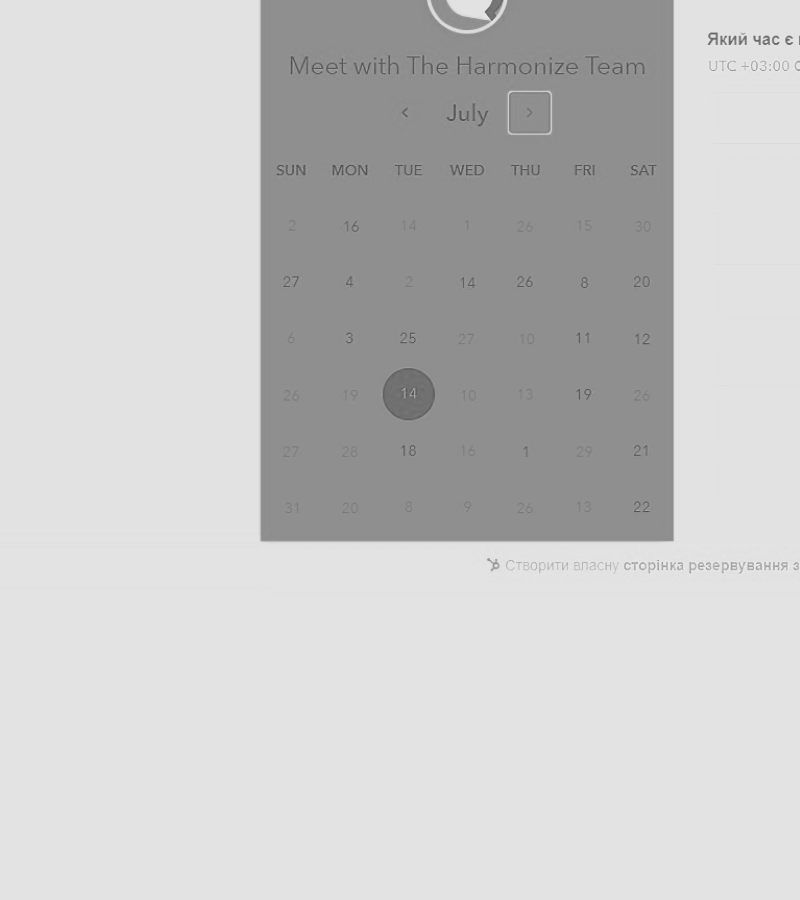 Meet with The Harmonize Team
July
SUN MON TUE WED THU FRI SAT
2 16 14 1 26 15 30
27 4 2 14 26 8 20
6 3 25 27 10 11 12
26 19 14 10 13 19 26
27 28 18 16 1 29 21
31 20 8 9 26 13 22
Який час є
UTC +03:00
Створити власну сторінка резервування з